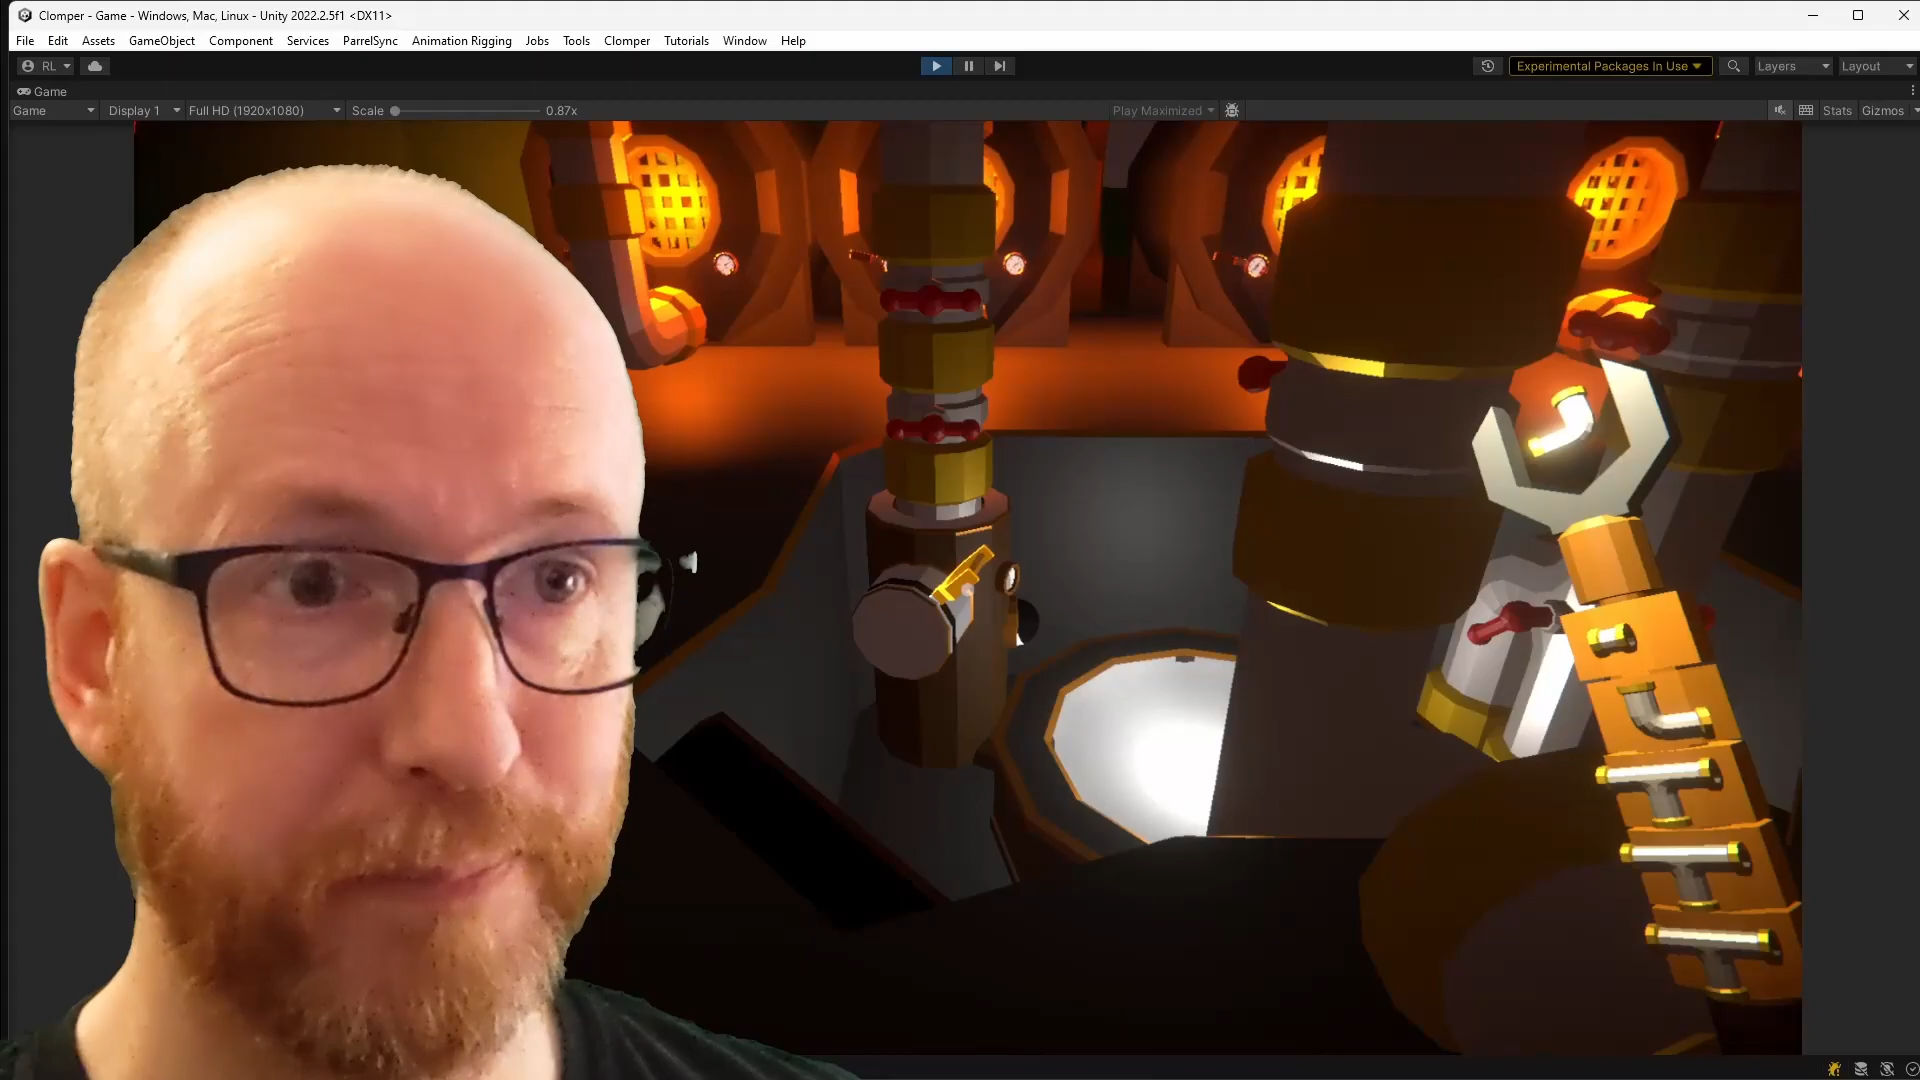 Clomper - Game - Windows, Mac, Linux - Unity 2022.2.5f1 <DX11>
File Edit Assets GameObject Component Services ParrelSync Animation Rigging Jobs Tools Clomper Tutorials Window Help
RL Experimental Packages In Use Layers Layout
Game
Game Display 1 Full HD (1920x1080) Scale 0.87x Play Maximized Stats Gizmos